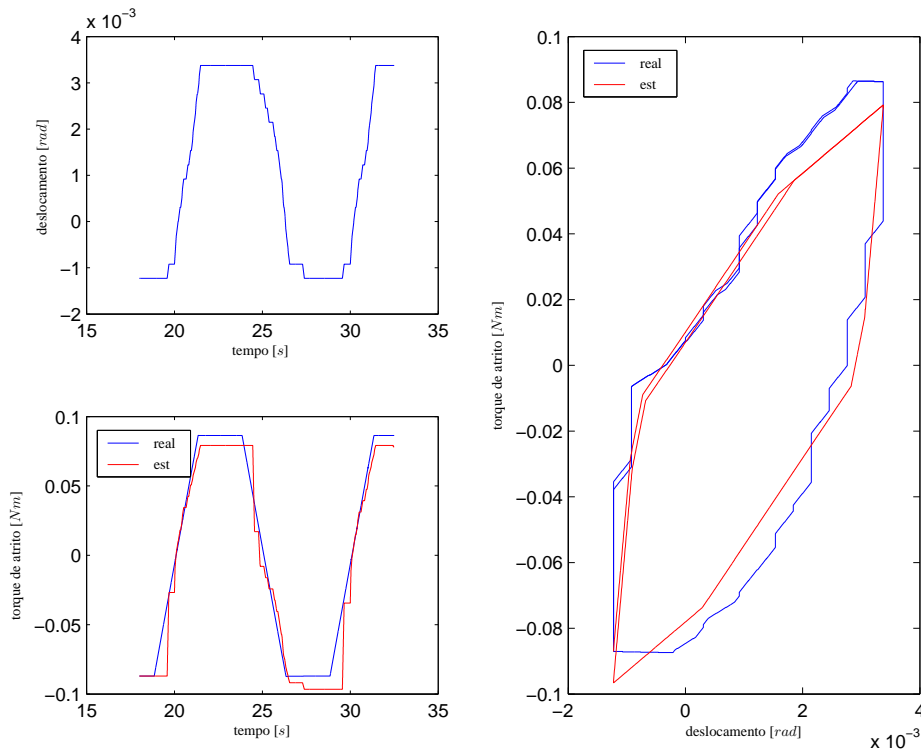 x 10⁻³
4
3
2
1
0
−1
−2
15 20 25 30 35
deslocamento [rad]
tempo [s]
0.1
0.05
0
−0.05
−0.1
15 20 25 30 35
torque de atrito [Nm]
tempo [s]
real
est
0.1
0.08
0.06
0.04
0.02
0
−0.02
−0.04
−0.06
−0.08
−0.1
−2 0 2 4
x 10⁻³
torque de atrito [Nm]
deslocamento [rad]
real
est